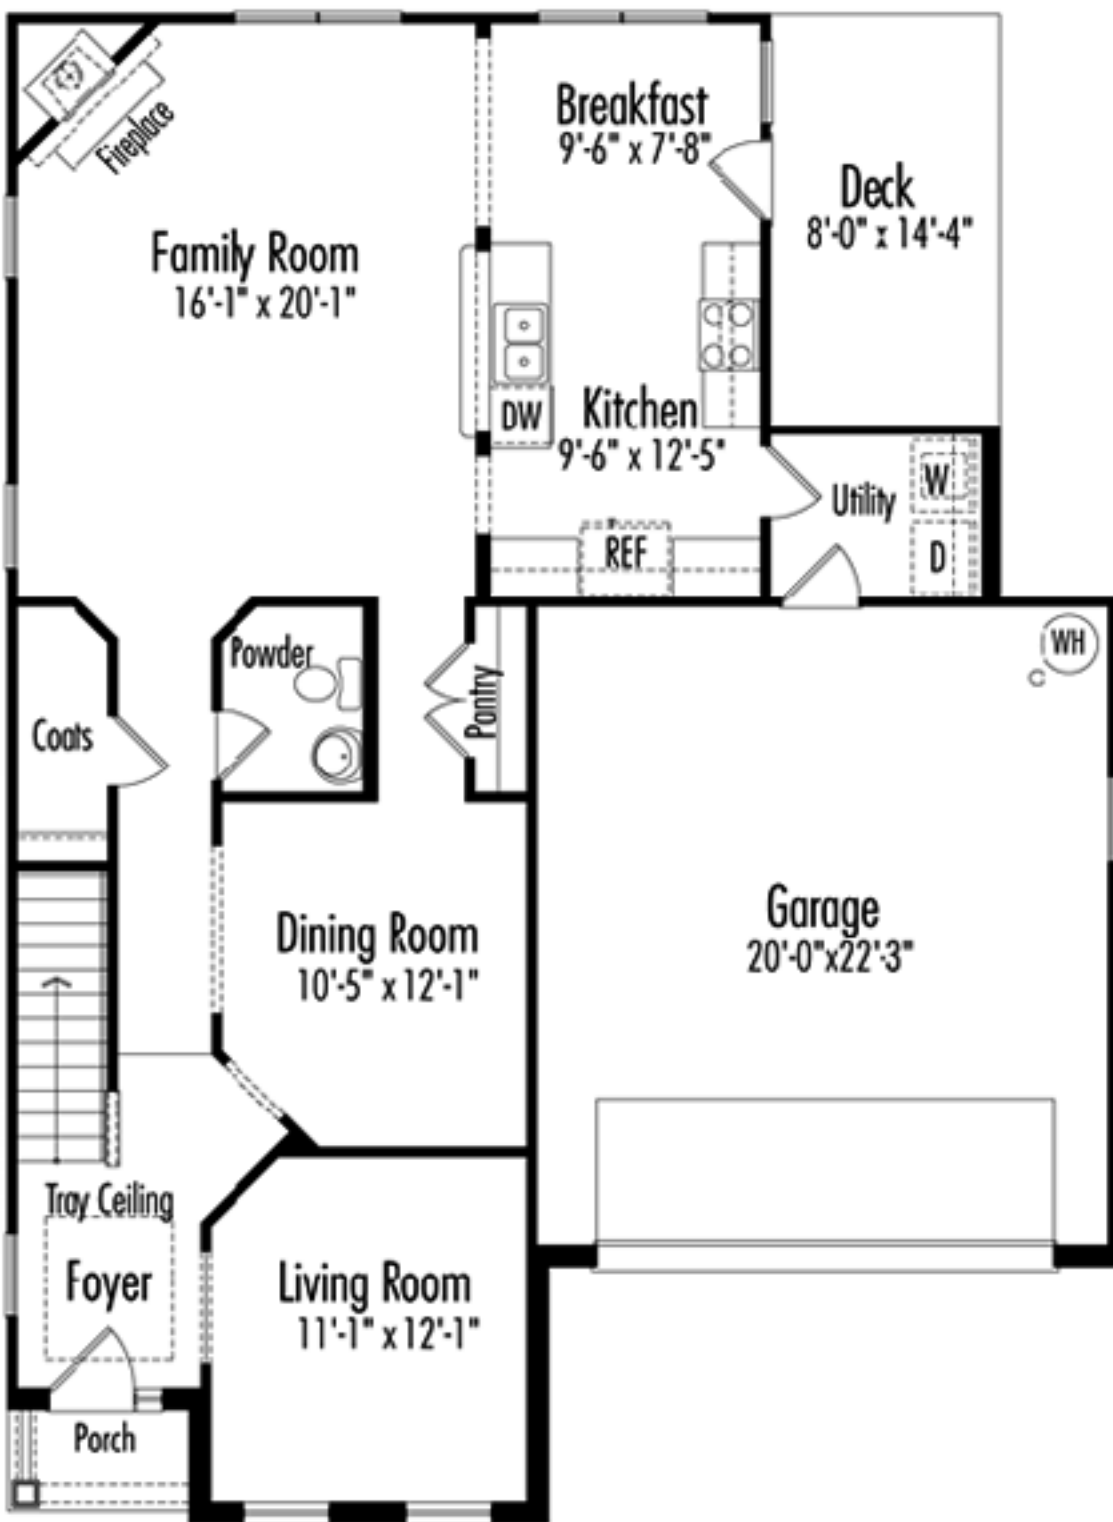 Fireplace
Breakfast
9'-6" x 7'-8"
Deck
8'-0" x 14'-4"
Family Room
16'-1" x 20'-1"
DW
Kitchen
9'-6" x 12'-5"
Utility
W
D
REF
Powder
Pantry
Coats
WH
Dining Room
10'-5" x 12'-1"
Garage
20'-0"x22'-3"
Tray Ceiling
Foyer
Living Room
11'-1" x 12'-1"
Porch